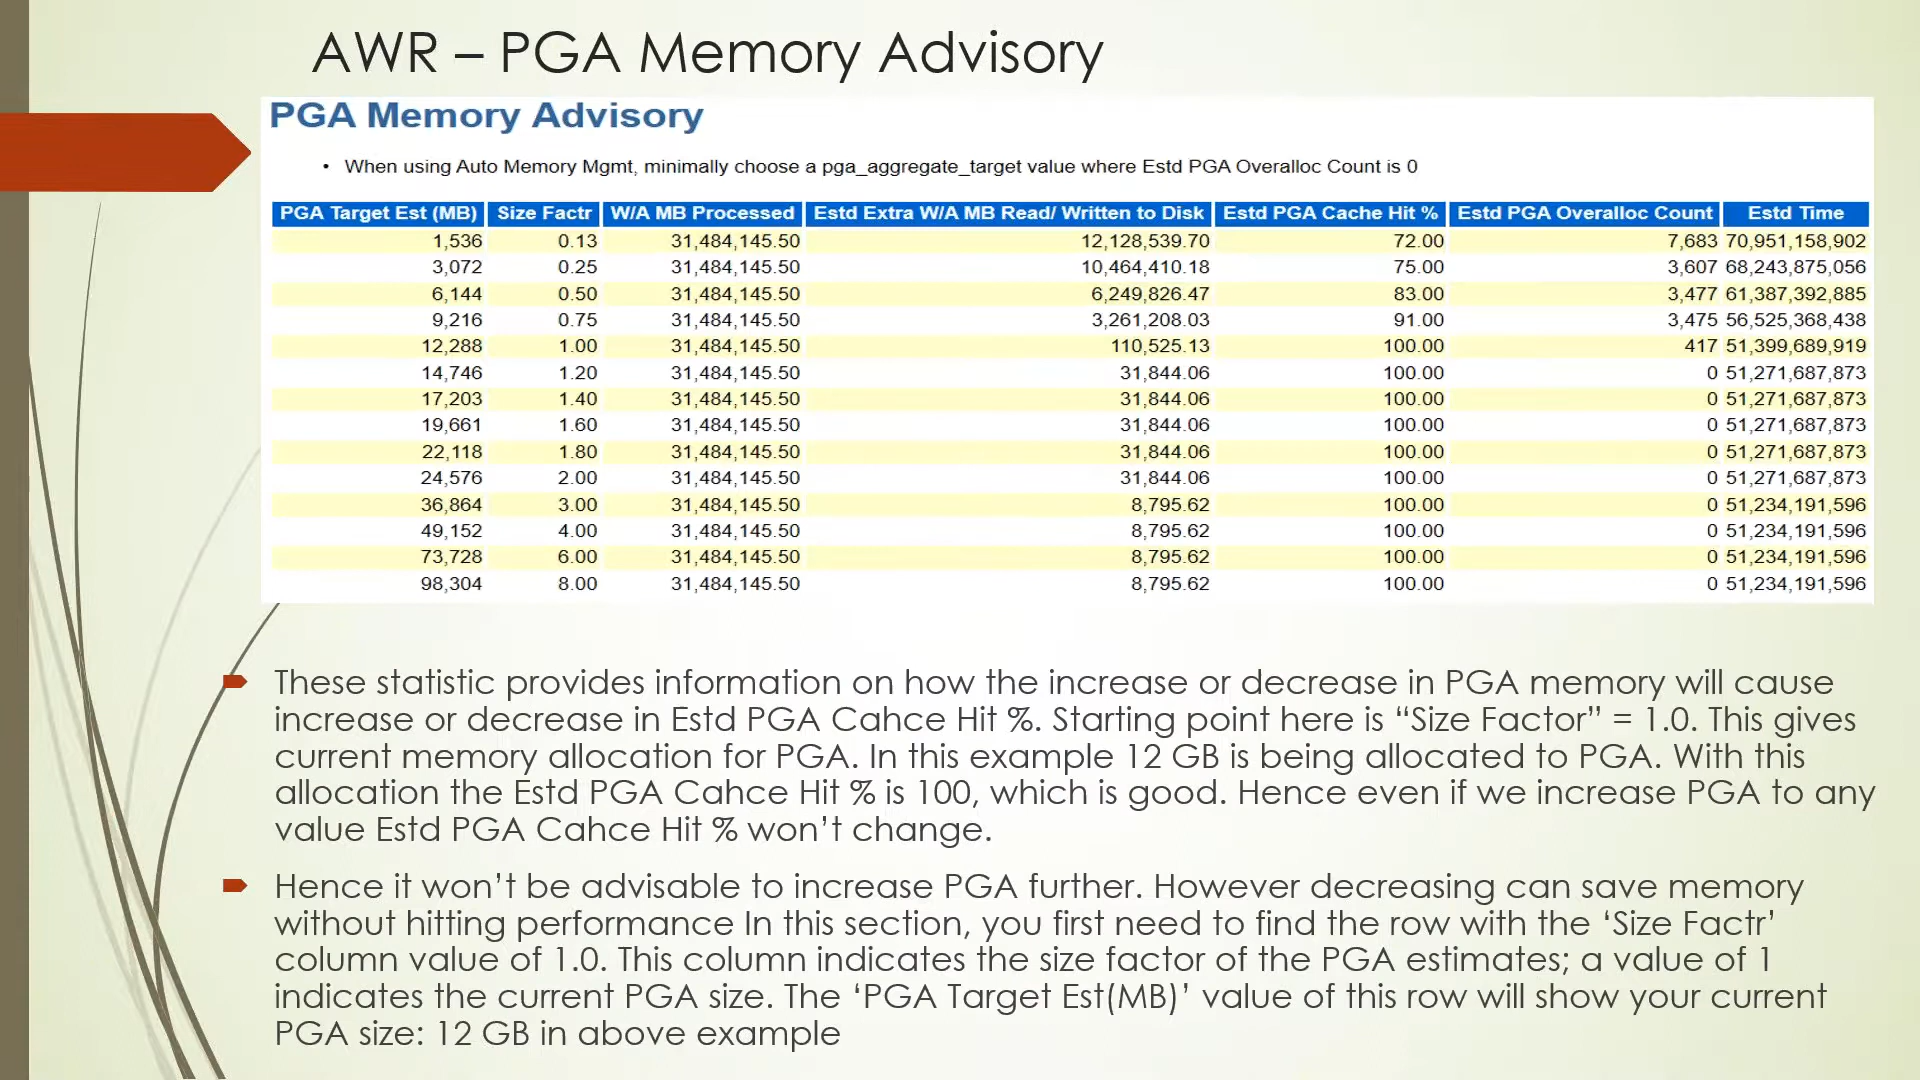 AWR – PGA Memory Advisory
PGA Memory Advisory
• When using Auto Memory Mgmt, minimally choose a pga_aggregate_target value where Estd PGA Overalloc Count is 0
PGA Target Est (MB) Size Factr W/A MB Processed Estd Extra W/A MB Read/ Written to Disk Estd PGA Cache Hit % Estd PGA Overalloc Count Estd Time
1,536 0.13 31,484,145.50 12,128,539.70 72.00 7,683 70,951,158,902
3,072 0.25 31,484,145.50 10,464,410.18 75.00 3,607 68,243,875,056
6,144 0.50 31,484,145.50 6,249,826.47 83.00 3,477 61,387,392,885
9,216 0.75 31,484,145.50 3,261,208.03 91.00 3,475 56,525,368,438
12,288 1.00 31,484,145.50 110,525.13 100.00 417 51,399,689,919
14,746 1.20 31,484,145.50 31,844.06 100.00 0 51,271,687,873
17,203 1.40 31,484,145.50 31,844.06 100.00 0 51,271,687,873
19,661 1.60 31,484,145.50 31,844.06 100.00 0 51,271,687,873
22,118 1.80 31,484,145.50 31,844.06 100.00 0 51,271,687,873
24,576 2.00 31,484,145.50 31,844.06 100.00 0 51,271,687,873
36,864 3.00 31,484,145.50 8,795.62 100.00 0 51,234,191,596
49,152 4.00 31,484,145.50 8,795.62 100.00 0 51,234,191,596
73,728 6.00 31,484,145.50 8,795.62 100.00 0 51,234,191,596
98,304 8.00 31,484,145.50 8,795.62 100.00 0 51,234,191,596
These statistic provides information on how the increase or decrease in PGA memory will cause
increase or decrease in Estd PGA Cahce Hit %. Starting point here is “Size Factor” = 1.0. This gives
current memory allocation for PGA. In this example 12 GB is being allocated to PGA. With this
allocation the Estd PGA Cahce Hit % is 100, which is good. Hence even if we increase PGA to any
value Estd PGA Cahce Hit % won’t change.
Hence it won’t be advisable to increase PGA further. However decreasing can save memory
without hitting performance In this section, you first need to find the row with the ‘Size Factr’
column value of 1.0. This column indicates the size factor of the PGA estimates; a value of 1
indicates the current PGA size. The ‘PGA Target Est(MB)’ value of this row will show your current
PGA size: 12 GB in above example